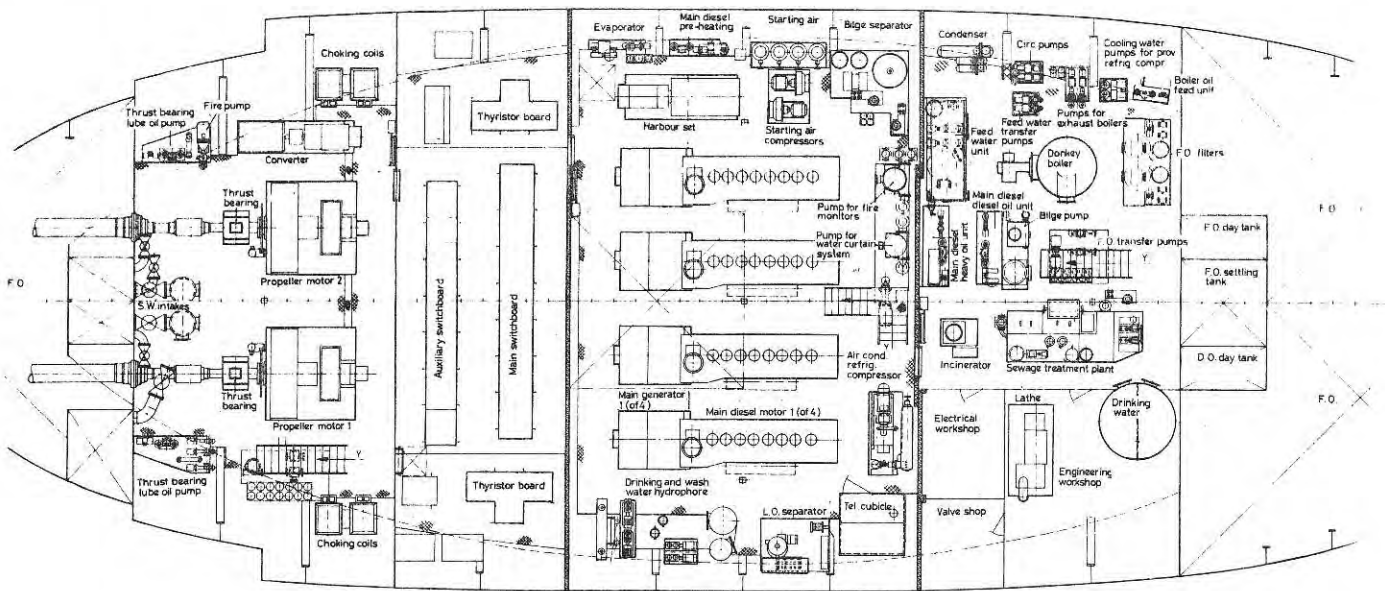 Choking coils
Thrust bearing
lube oil pump
Fire pump
Converter
Thrust
bearing
Propeller motor 2
F.O.
S.W. intakes
Thrust
bearing
Propeller motor 1
Y
Thrust bearing
lube oil pump
Choking coils
Thyristor board
Auxiliary switchboard
Main switchboard
Thyristor board
Evaporator
Main diesel
pre-heating
Starting air
Bilge separator
Harbour set
Starting air
compressors
Pump for fire
monitors
Pump for
water curtain
system
Y
Air cond.
refrig.
compressor
Main generator
1 (of 4)
Main diesel motor 1 (of 4)
Drinking and wash
water hydrophore
L.O. separator
Tel. cubicle
Condenser
Circ pumps
Cooling water
pumps for prov
refrig. compr
Boiler oil
feed unit
Feed
water
unit
Feed water
transfer
pumps
Pumps for
exhaust boilers
Donkey
boiler
F.O. filters
Main diesel
diesel oil unit
Bilge pump
Main diesel
heavy oil unit
F.O. transfer pumps
Y
F.O. day tank
F.O. settling
tank
D.O. day tank
F.O.
F.O.
Incinerator
Sewage treatment plant
Electrical
workshop
Lathe
Drinking
water
Engineering
workshop
Valve shop